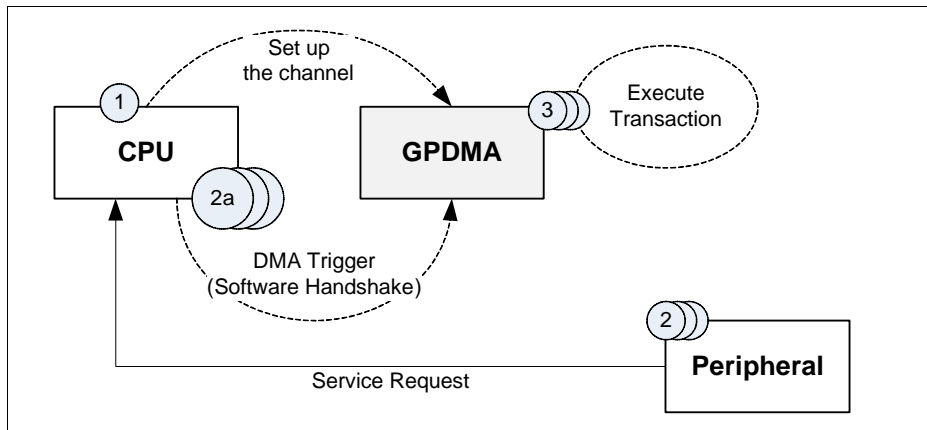 Set up
the channel
1
CPU
GPDMA
3
Execute
Transaction
2a
DMA Trigger
(Software Handshake)
2
Peripheral
Service Request